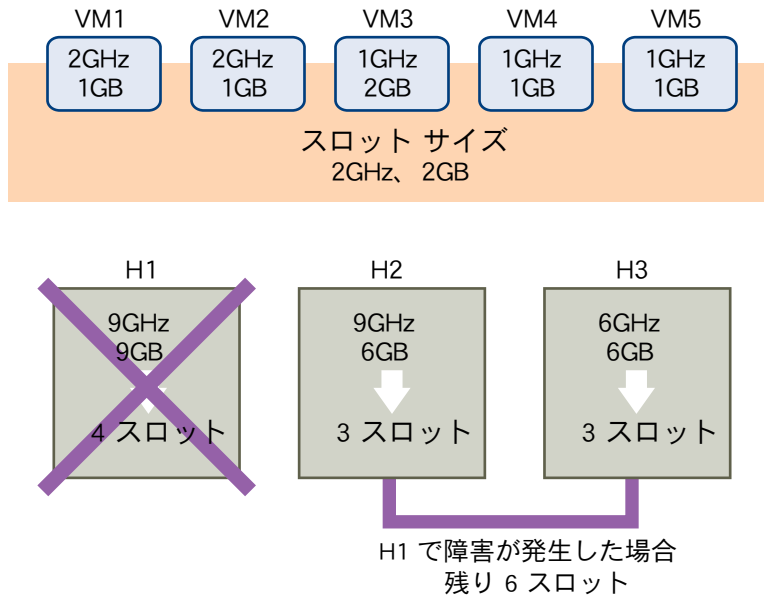 VM1 VM2 VM3 VM4 VM5
2GHz 2GHz 1GHz 1GHz 1GHz
1GB 1GB 2GB 1GB 1GB
スロット サイズ
2GHz、 2GB
H1 H2 H3
9GHz 9GHz 6GHz
9GB 6GB 6GB
4 スロット 3 スロット 3 スロット
H1 で障害が発生した場合
残り 6 スロット